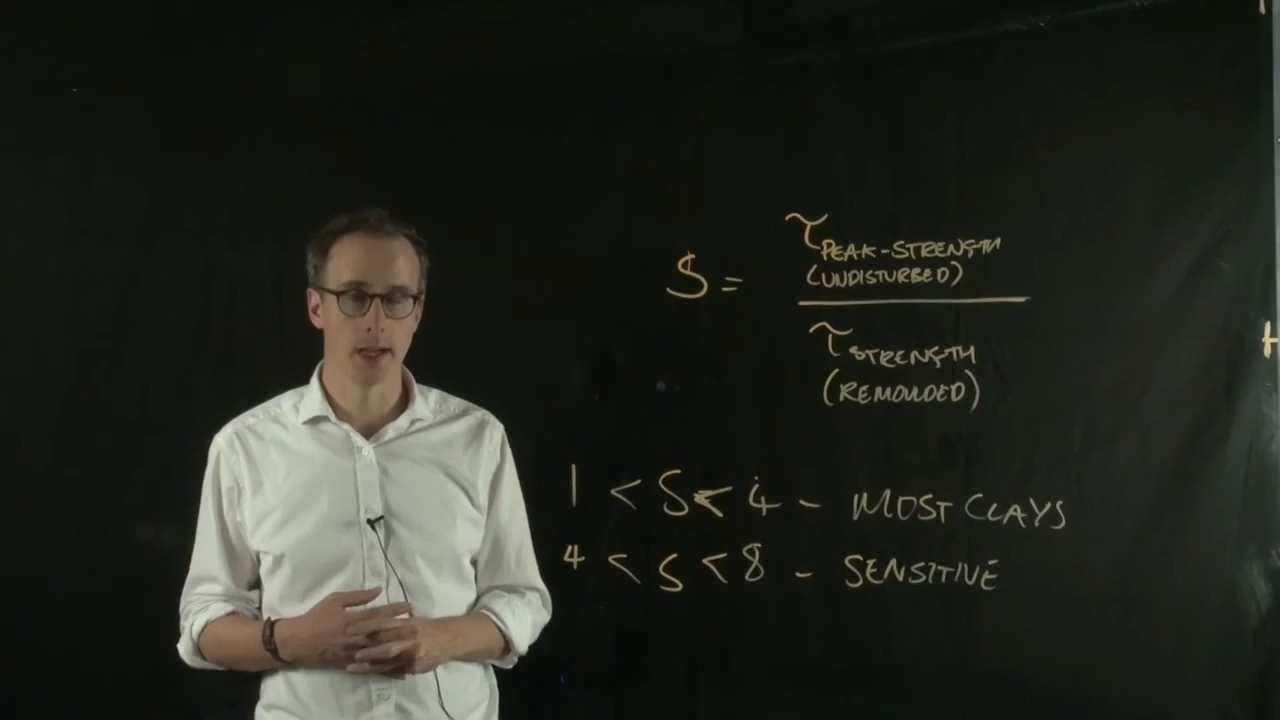 S = τ PEAK-STRENGTH
(UNDISTURBED)
τ STRENGTH
(REMOULDED)
1 < S < 4 - MOST CLAYS
4 < S < 8 - SENSITIVE